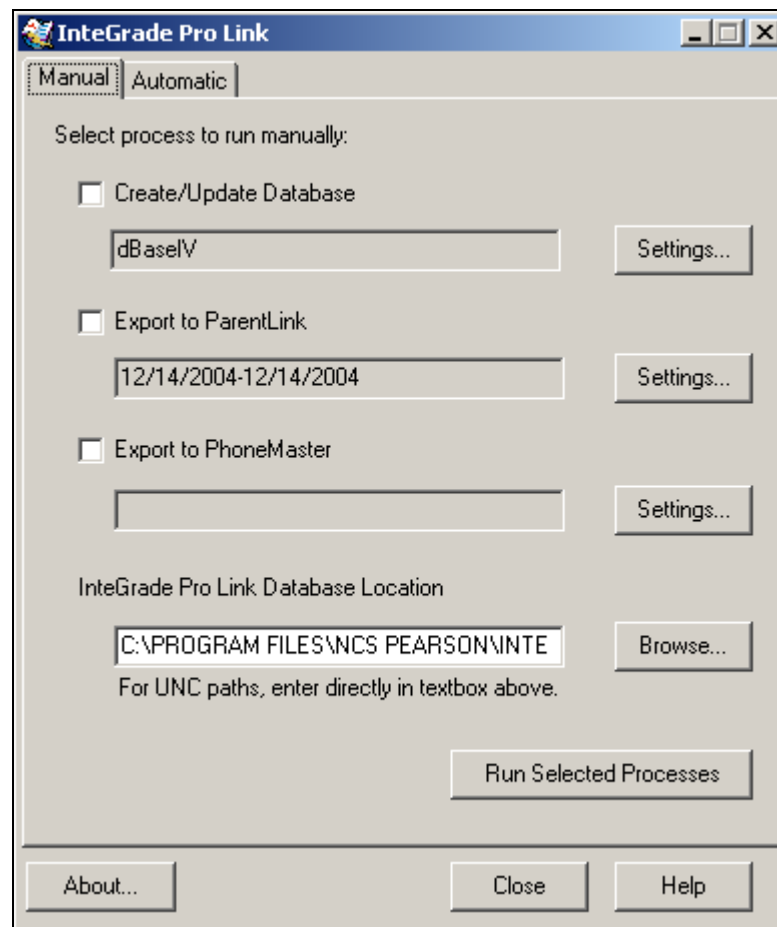 InteGrade Pro Link
Manual Automatic
Select process to run manually:
Create/Update Database
dBaseIV Settings...
Export to ParentLink
12/14/2004-12/14/2004 Settings...
Export to PhoneMaster
Settings...
InteGrade Pro Link Database Location
C:\PROGRAM FILES\NCS PEARSON\INTE Browse...
For UNC paths, enter directly in textbox above.
Run Selected Processes
About... Close Help